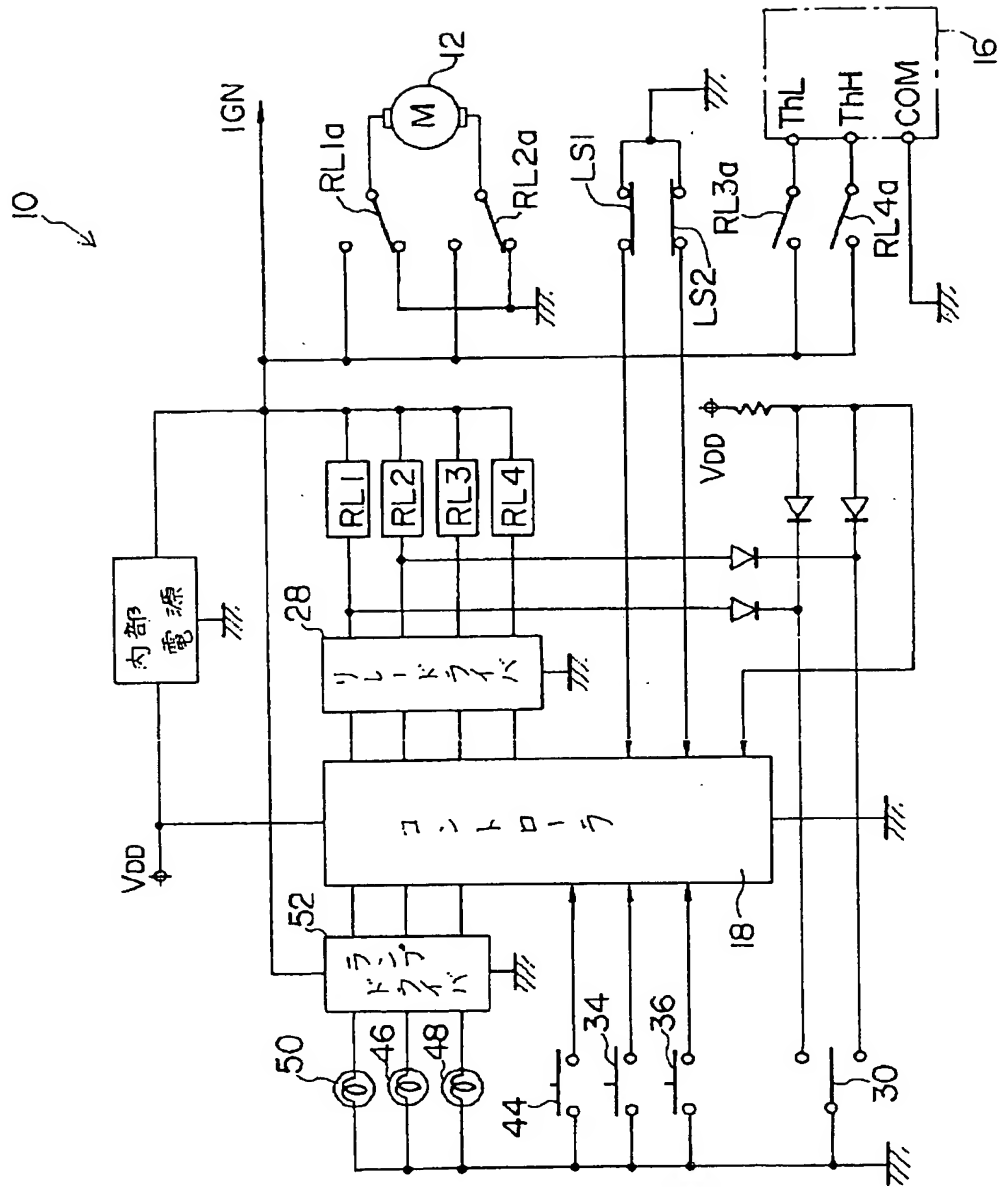 10
IGN
12
M
RL1a
RL2a
LS1
LS2
RL3a
RL4a
ThL
ThH
COM
16
内部
電源
VDD
RL1
RL2
RL3
RL4
28
リレードライバ
VDD
コントローラ
18
52
ランプ
ドライバ
50
46
48
44
34
36
30